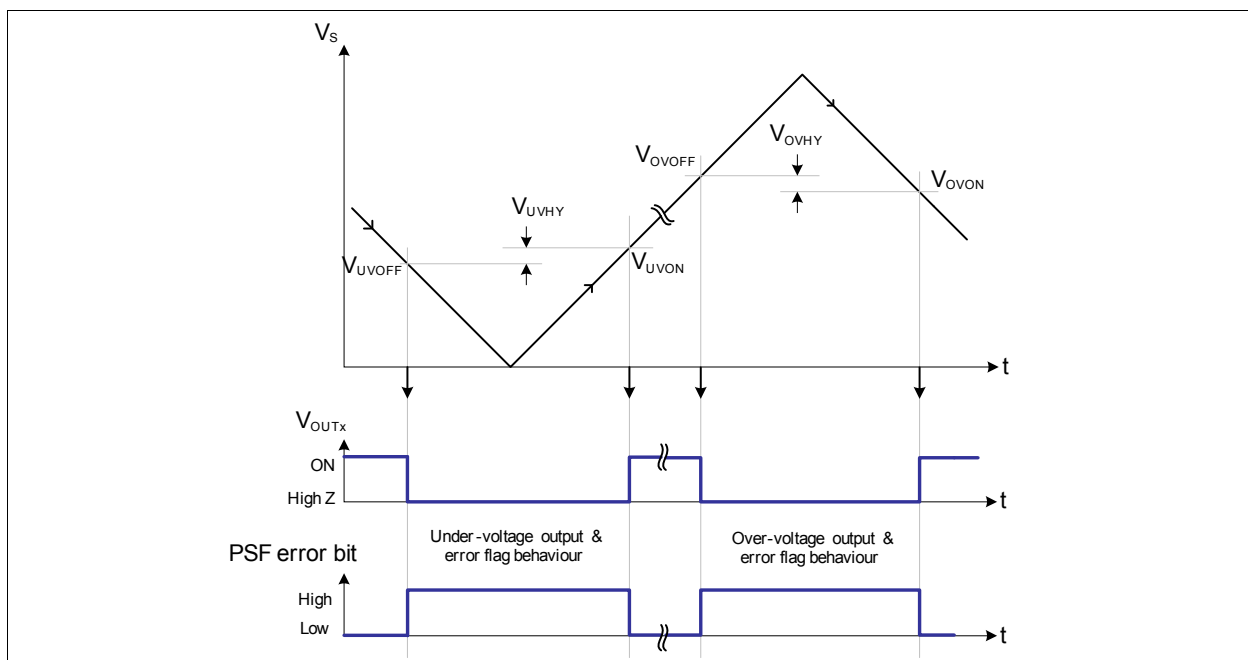 VS
VOVHY
VOVOFF
VOVON
VUVHY
VUVOFF
VUVON
t
VOUTx
ON
High Z
t
Under-voltage output &
error flag behaviour
Over-voltage output &
error flag behaviour
PSF error bit
High
Low
t